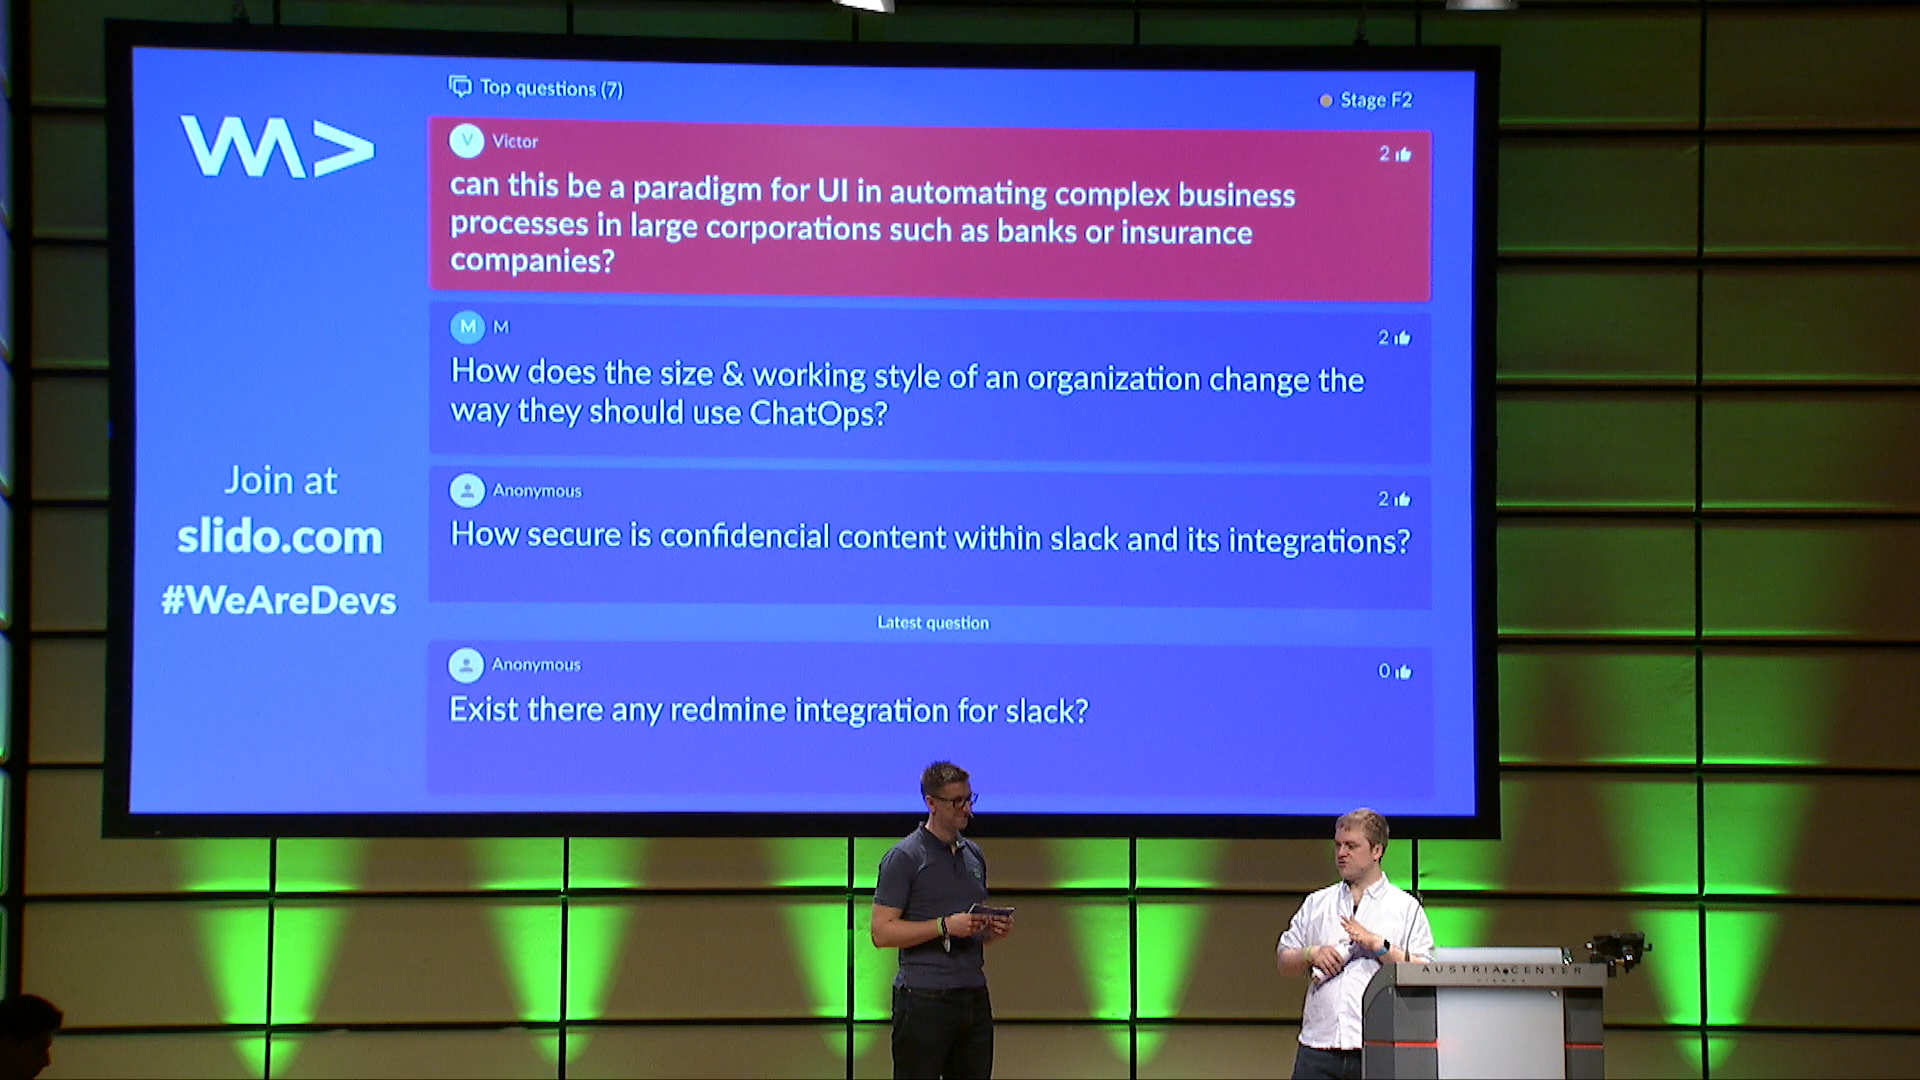 Top questions (7)
Stage F2
WA>
V Victor
2
can this be a paradigm for UI in automating complex business
processes in large corporations such as banks or insurance
companies?
M M
2
How does the size & working style of an organization change the
way they should use ChatOps?
Anonymous
2
How secure is confidencial content within slack and its integrations?
Latest question
Anonymous
0
Exist there any redmine integration for slack?
Join at
slido.com
#WeAreDevs
AUSTRIA CENTER